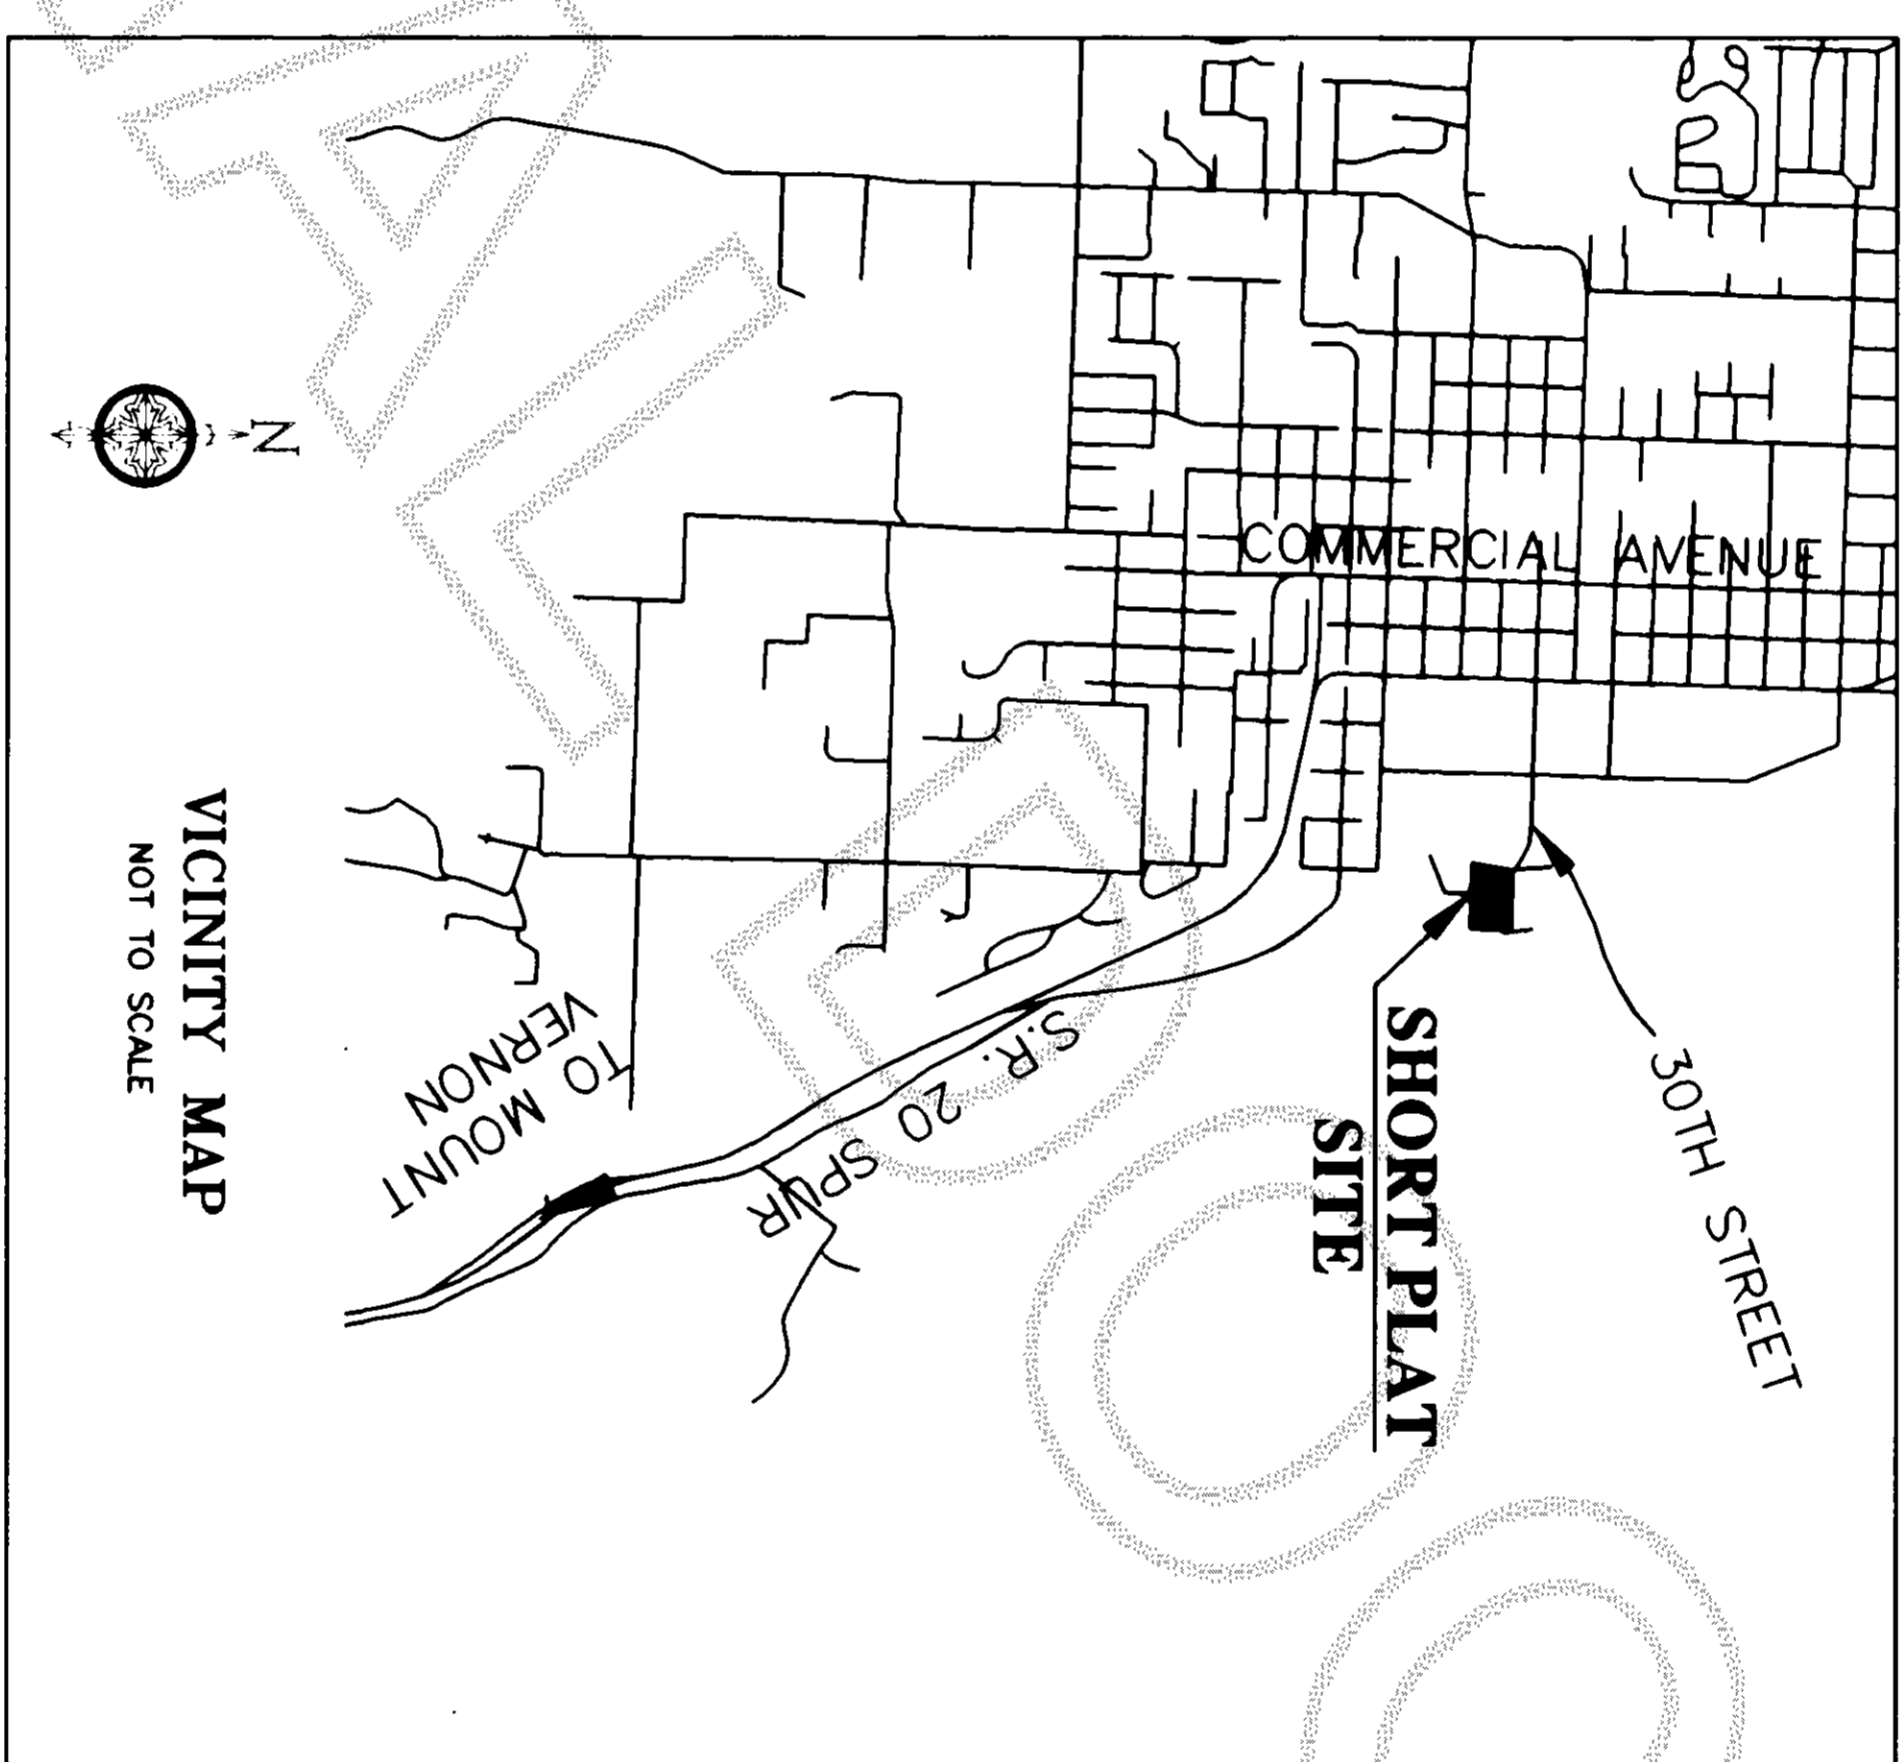 COMMERCIAL AVENUE
30TH STREET
SHORT PLAT
SITE
S.R. 20 SPUR
TO MOUNT
VERNON
N
VICINITY MAP
NOT TO SCALE